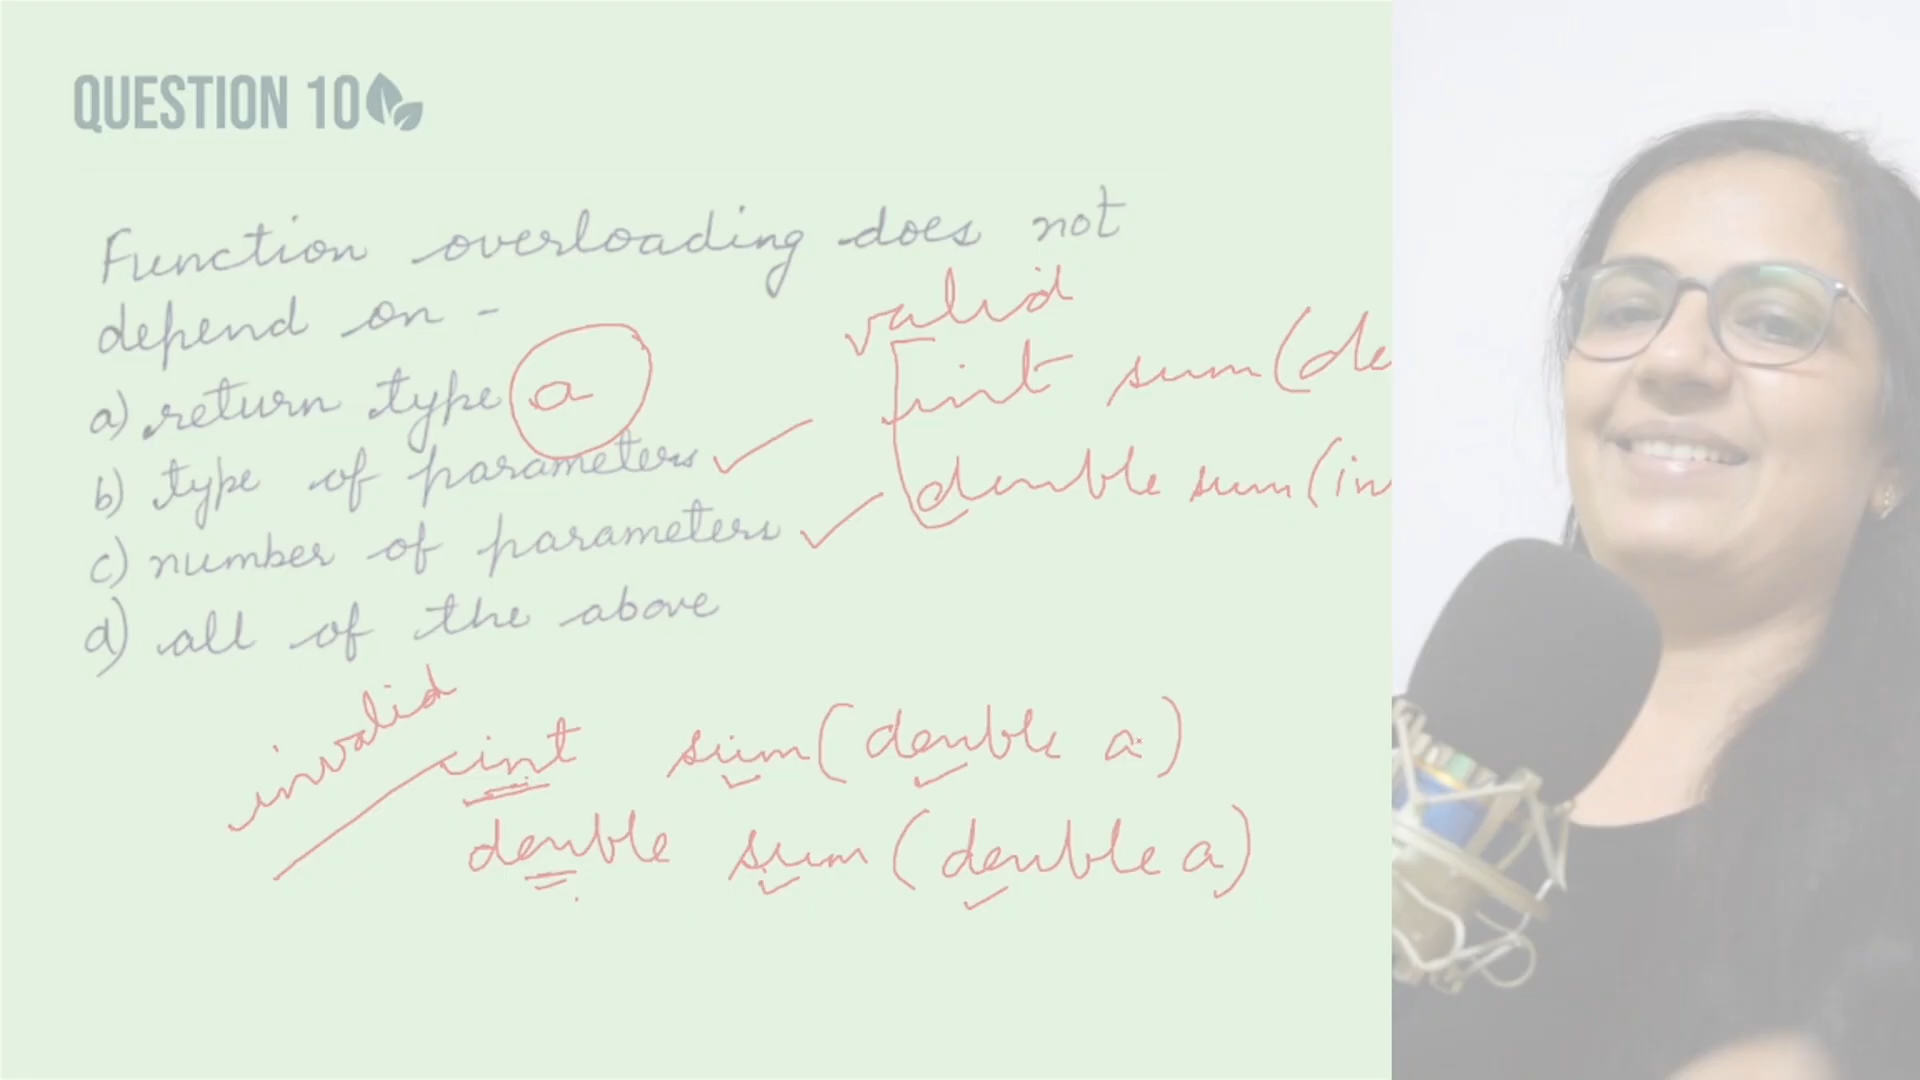 QUESTION 10
Function overloading does not
depend on -
a) return type a
b) type of parameters
c) number of parameters
d) all of the above
valid
int sum(de
double sum(in
invalid
int sum(double a)
double sum(double a)